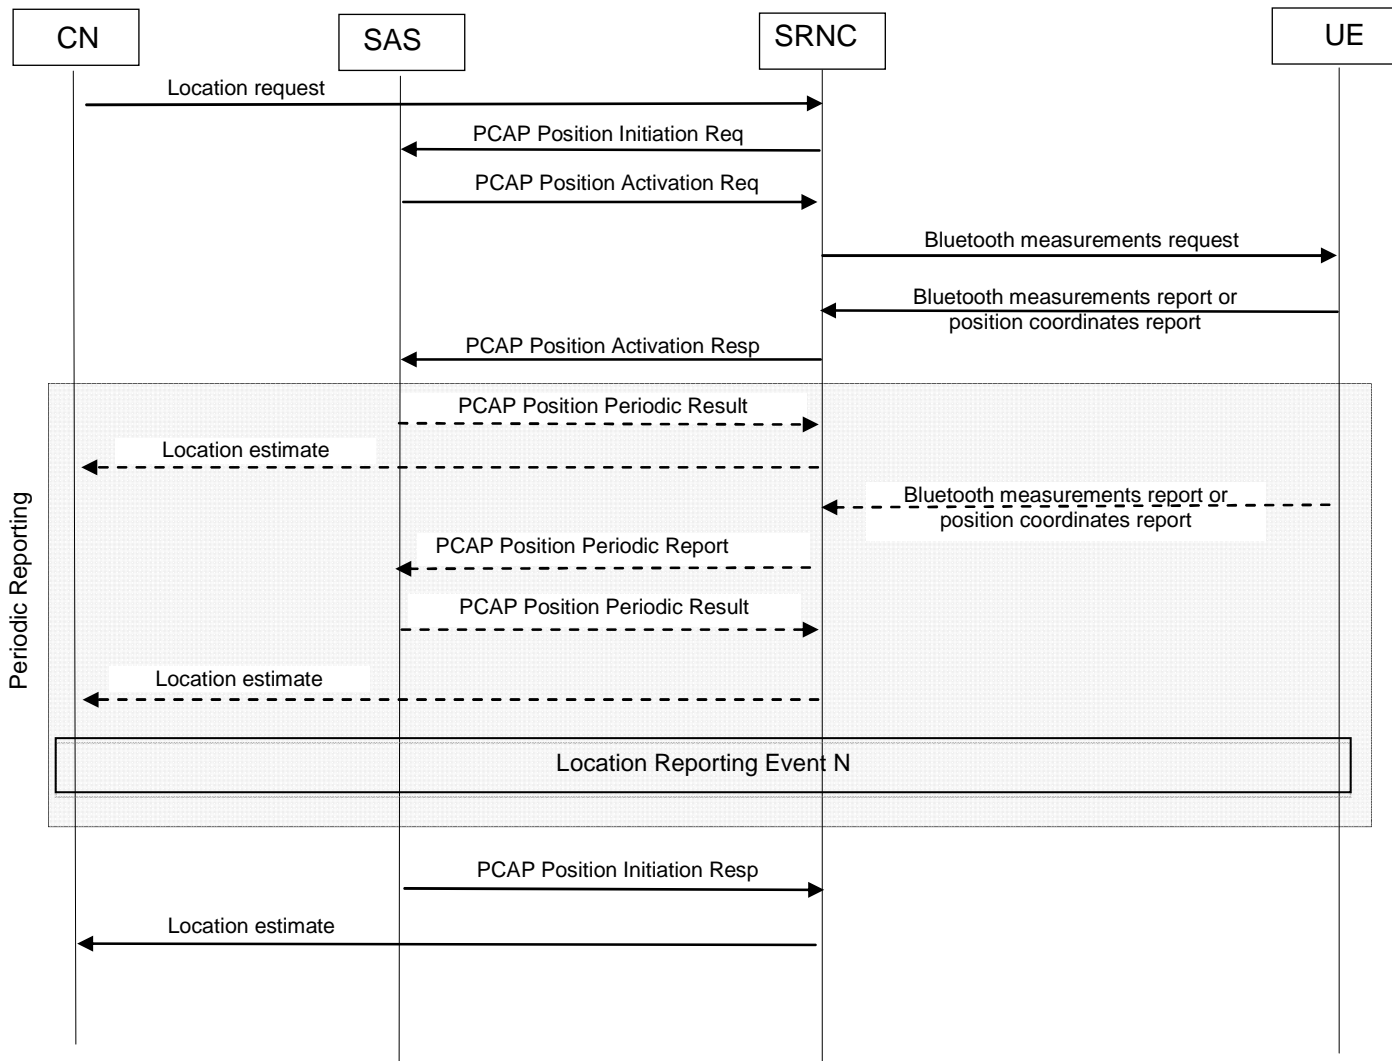 CN
SAS
SRNC
UE
Location request
PCAP Position Initiation Req
PCAP Position Activation Req
Bluetooth measurements request
Bluetooth measurements report or
position coordinates report
PCAP Position Activation Resp
Periodic Reporting
PCAP Position Periodic Result
Location estimate
Bluetooth measurements report or
position coordinates report
PCAP Position Periodic Report
PCAP Position Periodic Result
Location estimate
Location Reporting Event N
PCAP Position Initiation Resp
Location estimate